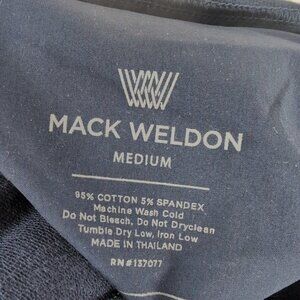 MACK WELDON
MEDIUM
95% COTTON 5% SPANDEX
Machine Wash Cold
Do Not Bleach, Do Not Dryclean
Tumble Dry Low, Iron Low
MADE IN THAILAND
RN#137077